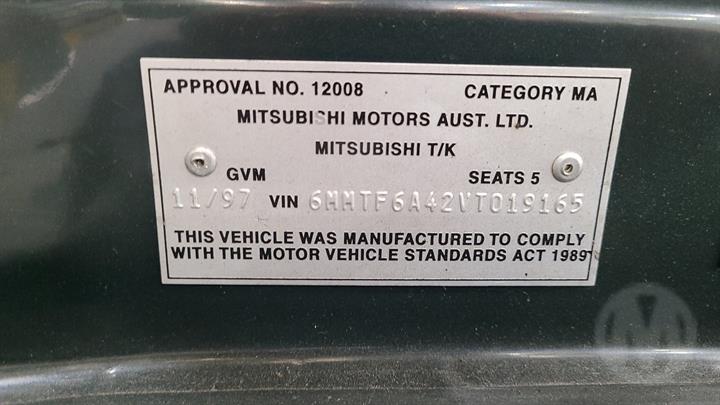 APPROVAL NO. 12008 CATEGORY MA
MITSUBISHI MOTORS AUST. LTD.
MITSUBISHI T/K
GVM SEATS 5
11/97 VIN 6MMTF6A42VT019165
THIS VEHICLE WAS MANUFACTURED TO COMPLY
WITH THE MOTOR VEHICLE STANDARDS ACT 1989
M